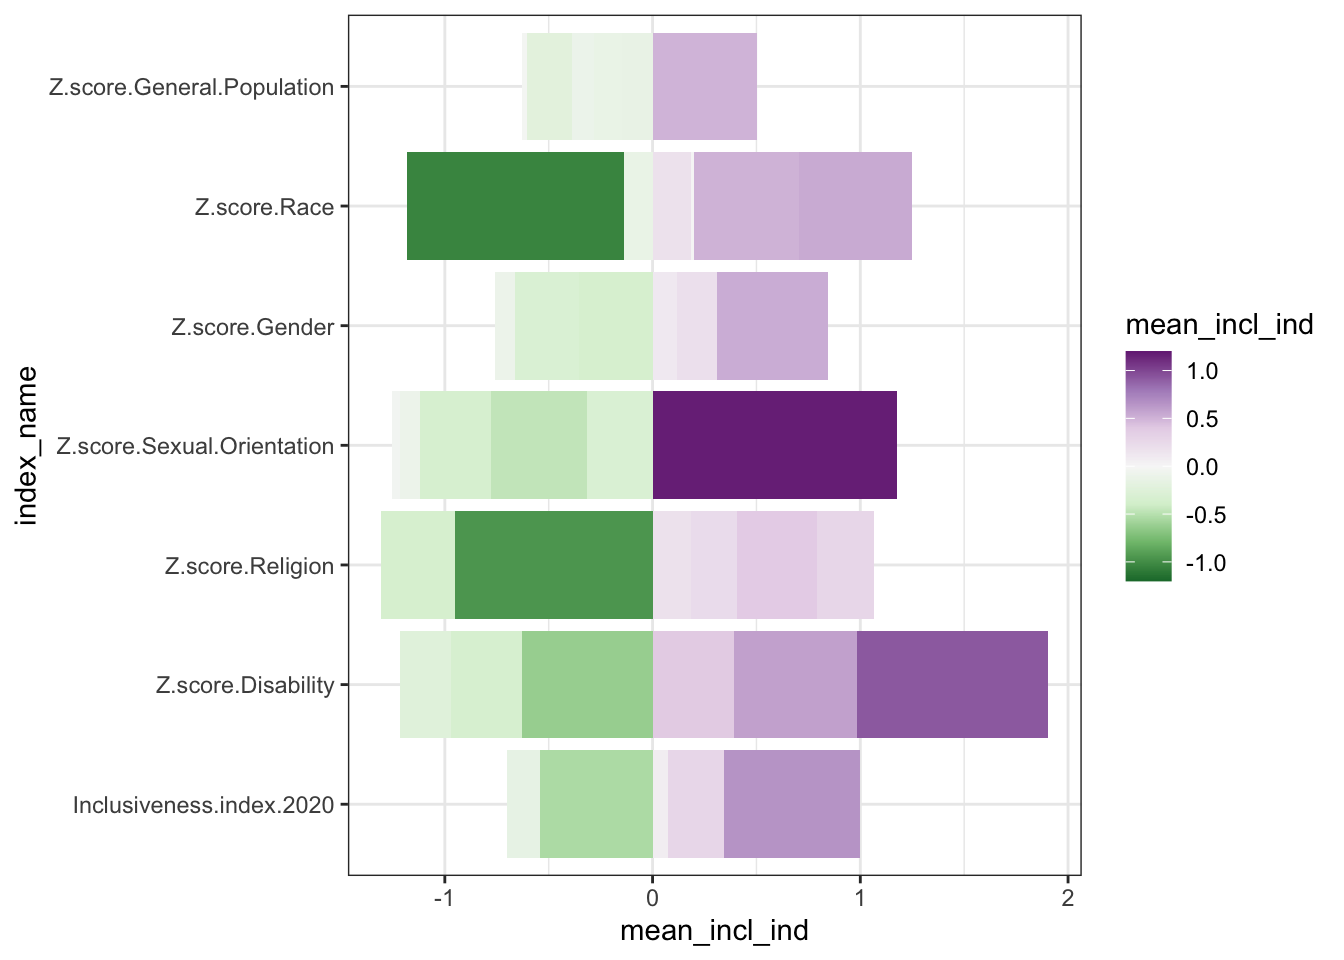 Z.score.General.Population
Z.score.Race
Z.score.Gender
Z.score.Sexual.Orientation
Z.score.Religion
Z.score.Disability
Inclusiveness.index.2020
index_name
-1
0
1
2
mean_incl_ind
mean_incl_ind
1.0
0.5
0.0
-0.5
-1.0